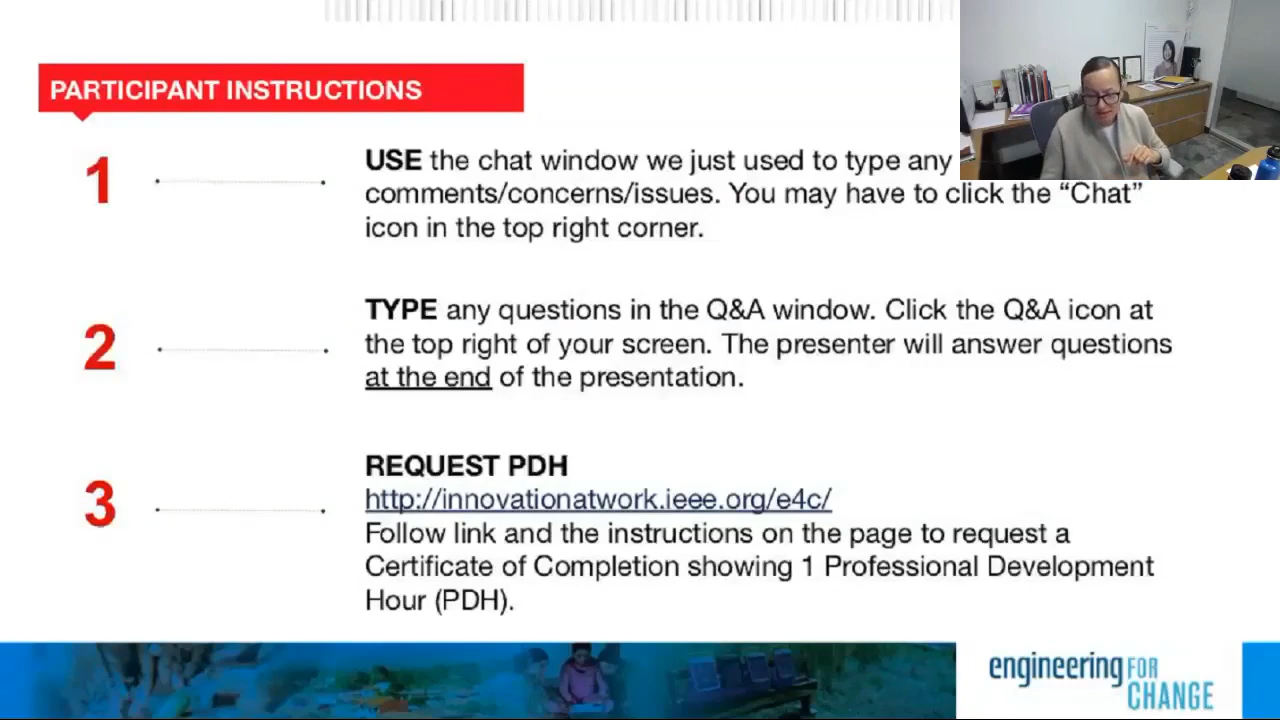 PARTICIPANT INSTRUCTIONS
1
USE the chat window we just used to type any
comments/concerns/issues. You may have to click the “Chat”
icon in the top right corner.
2
TYPE any questions in the Q&A window. Click the Q&A icon at
the top right of your screen. The presenter will answer questions
at the end of the presentation.
3
REQUEST PDH
http://innovationatwork.ieee.org/e4c/
Follow link and the instructions on the page to request a
Certificate of Completion showing 1 Professional Development
Hour (PDH).
engineering FOR
CHANGE